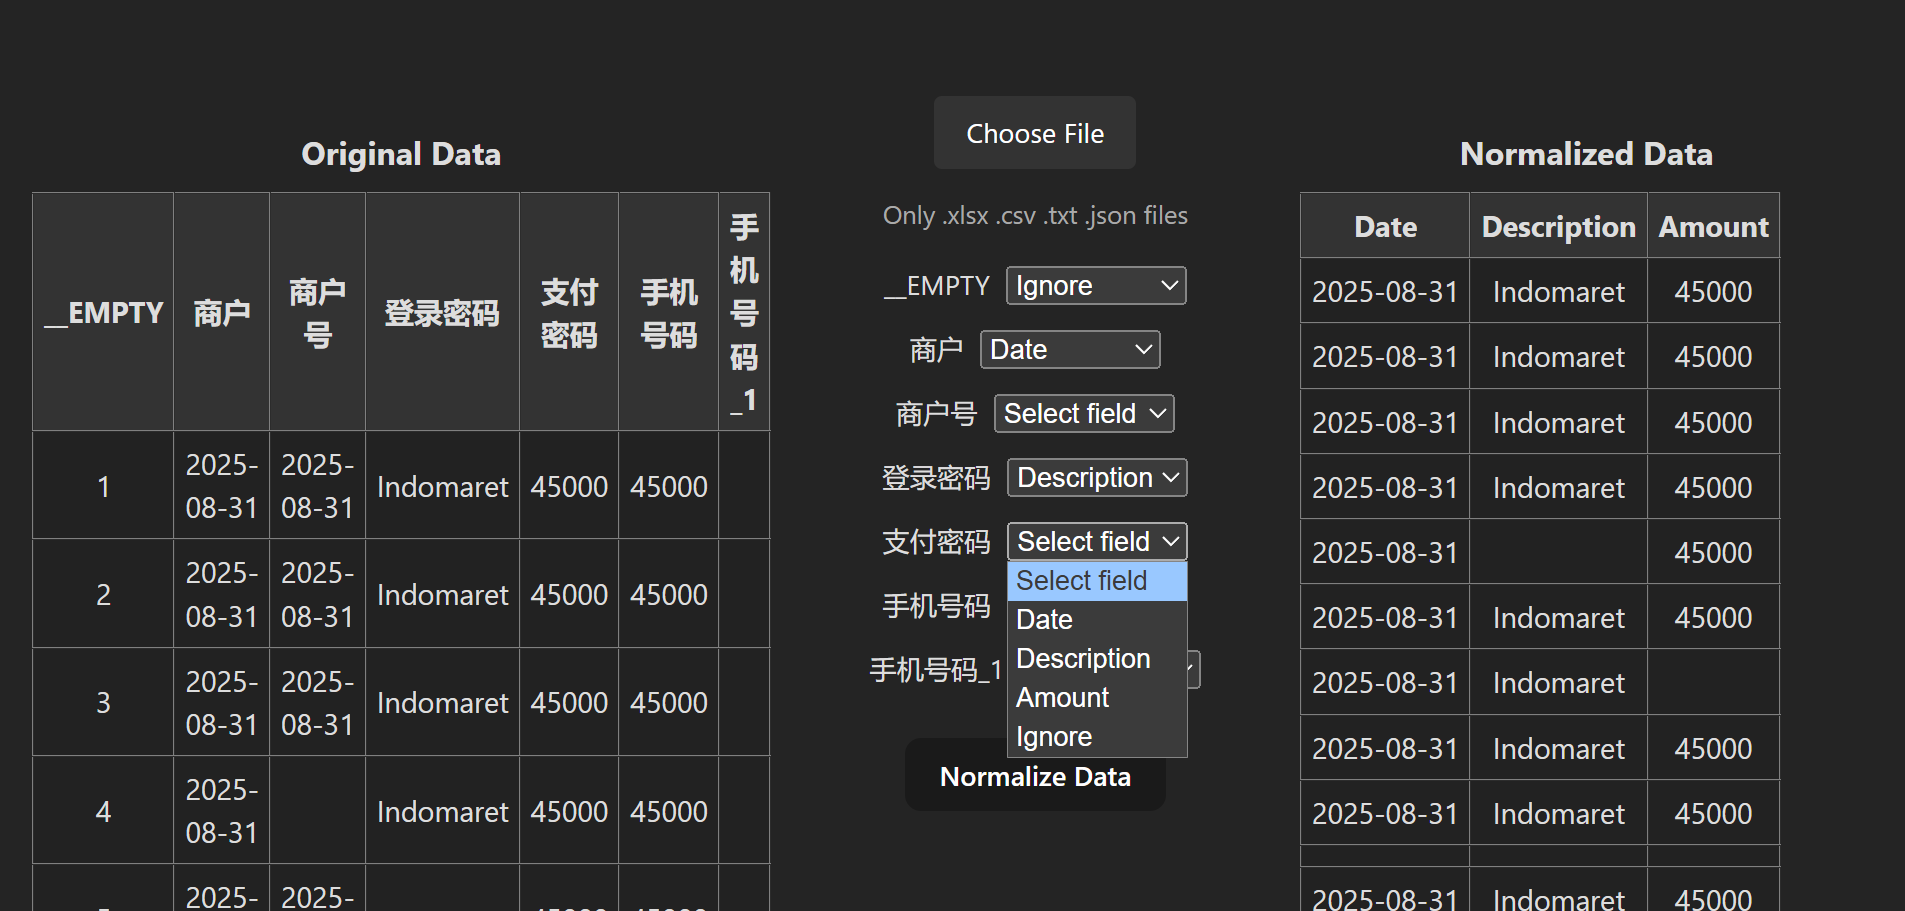 Original Data
__EMPTY 商户 商户号 登录密码 支付密码 手机号码 手机号码_1
1 2025-08-31 2025-08-31 Indomaret 45000 45000
2 2025-08-31 2025-08-31 Indomaret 45000 45000
3 2025-08-31 2025-08-31 Indomaret 45000 45000
4 2025-08-31 Indomaret 45000 45000
2025- 2025-
Choose File
Only .xlsx .csv .txt .json files
__EMPTY Ignore
商户 Date
商户号 Select field
登录密码 Description
支付密码 Select field
Select field
Date
Description
Amount
Ignore
手机号码
手机号码_1
Normalize Data
Normalized Data
Date Description Amount
2025-08-31 Indomaret 45000
2025-08-31 Indomaret 45000
2025-08-31 Indomaret 45000
2025-08-31 Indomaret 45000
2025-08-31 45000
2025-08-31 Indomaret 45000
2025-08-31 Indomaret
2025-08-31 Indomaret 45000
2025-08-31 Indomaret 45000
2025-08-31 Indomaret 45000